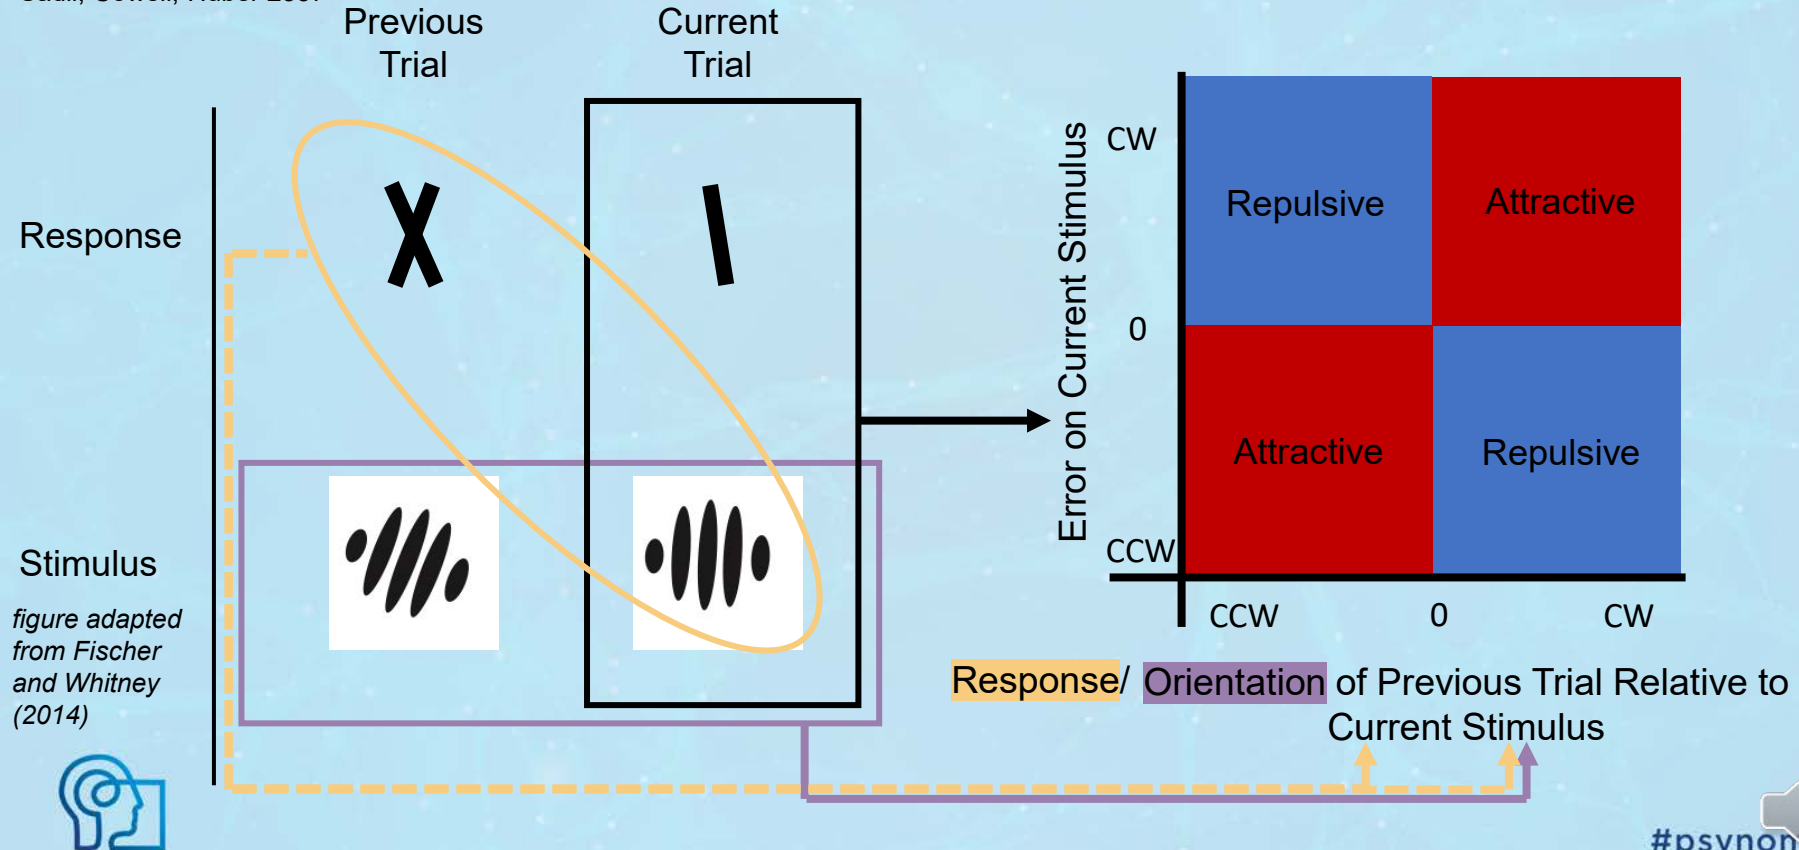 Previous
Trial
Current
Trial
Response
Stimulus
figure adapted
from Fischer
and Whitney
(2014)
Error on Current Stimulus
CW
0
CCW
Repulsive
Attractive
Attractive
Repulsive
CCW
0
CW
Response/ Orientation of Previous Trial Relative to
Current Stimulus
#psynom